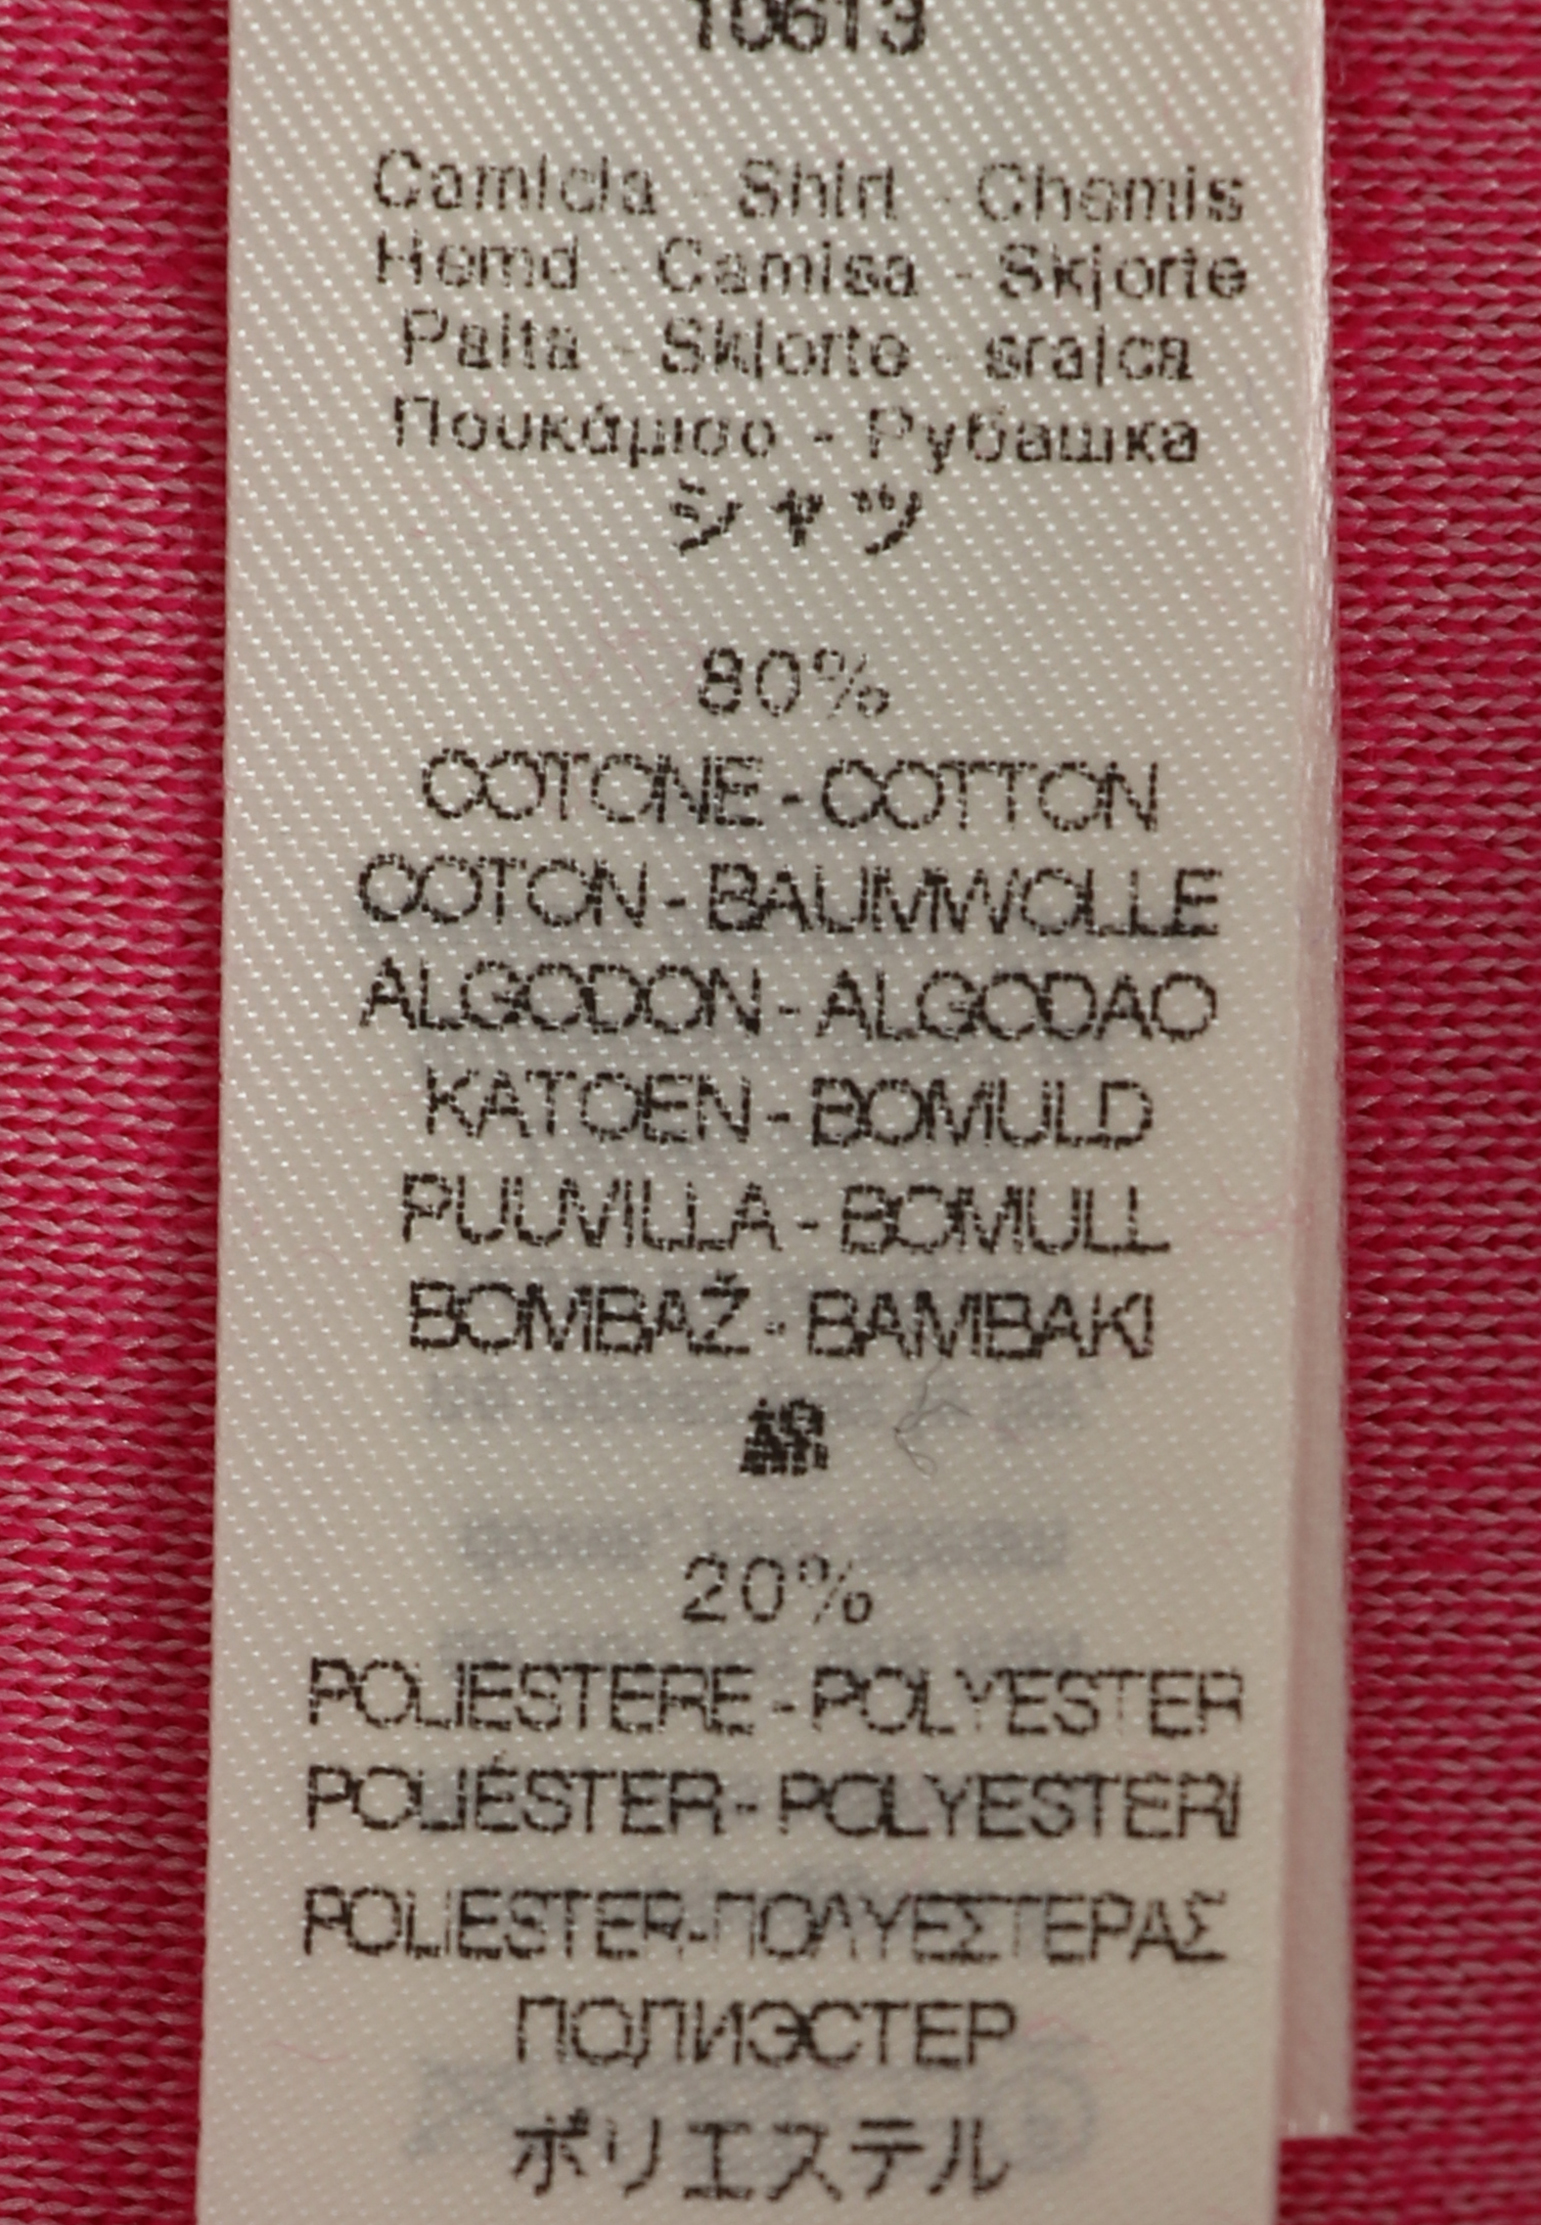 10613
Camicia - Shirt - Chemis
Hemd - Camisa - Skjorte
Paita - Skjorte - srajca
Πουκάμισο - Рубашка
シャツ
80%
COTONE - COTTON
COTON - BAUMWOLLE
ALGODON - ALGODAO
KATOEN - BOMULD
PUUVILLA - BOMULL
BOMBAŽ - BAMBAKI
綿
20%
POLIESTERE - POLYESTER
POLIÉSTER - POLYESTERI
POLIESTER-ΠΟΛΥΕΣΤΕΡΑΣ
ПОЛИЭСТЕР
ポリエステル